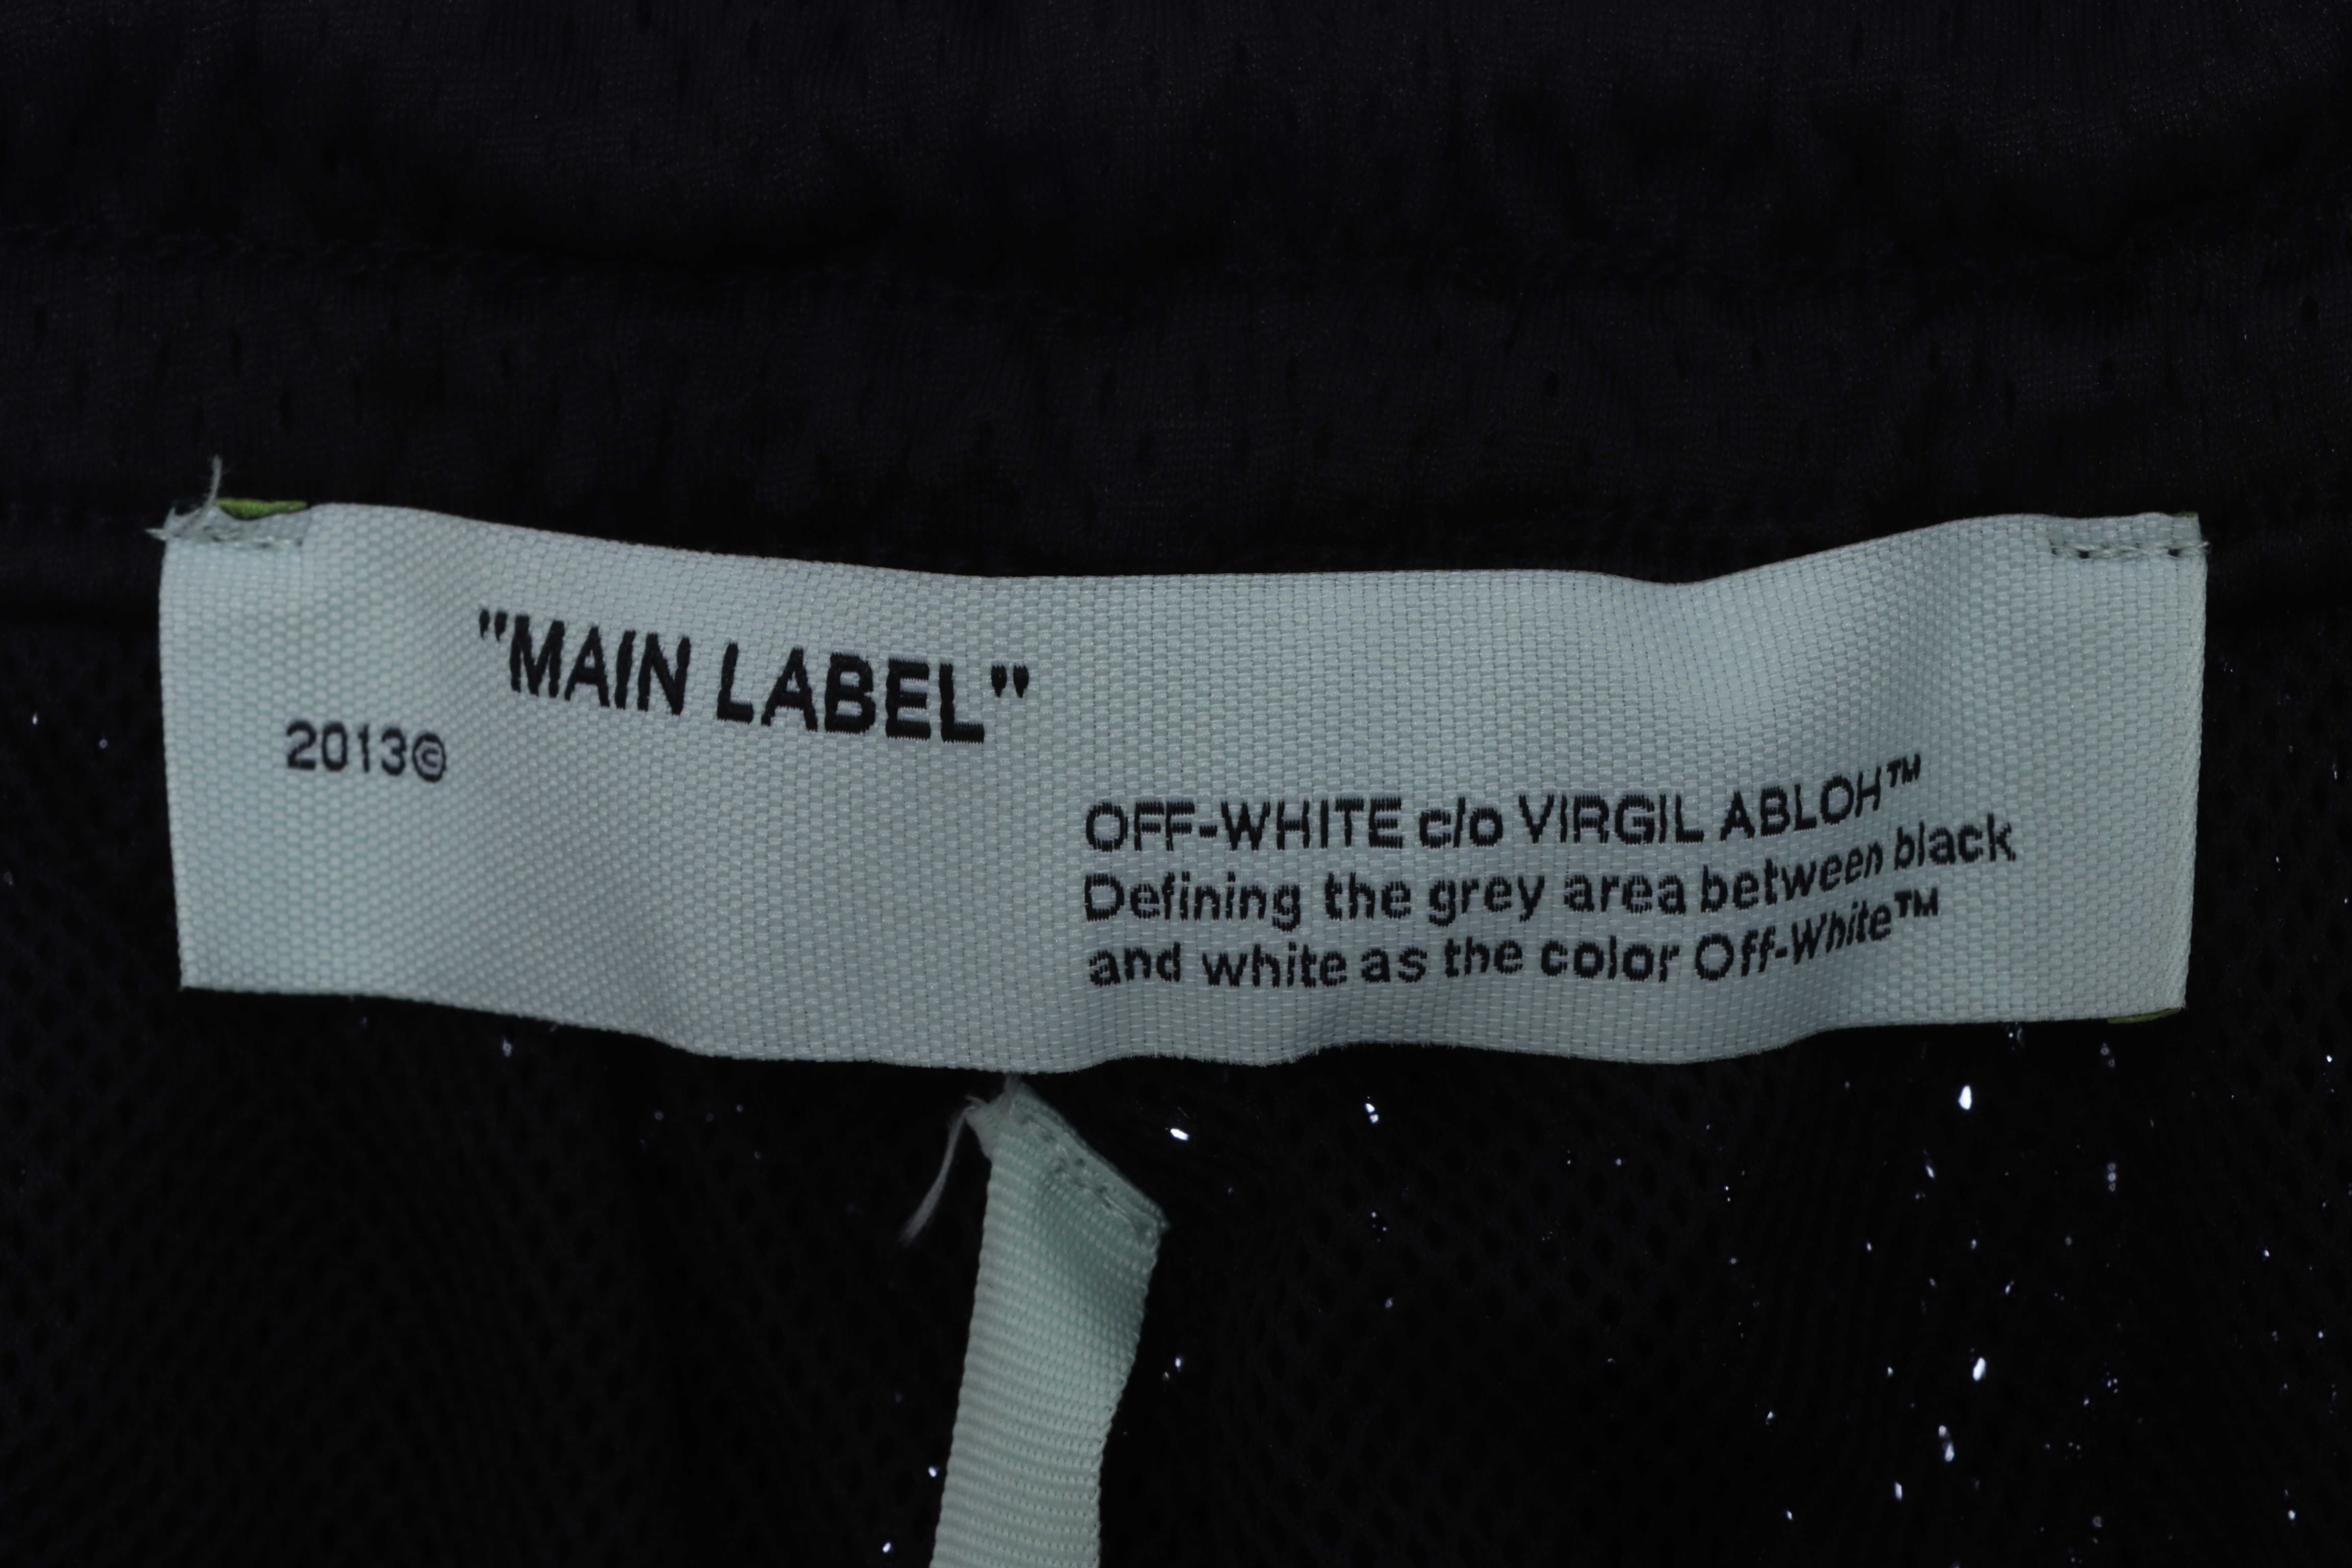 "MAIN LABEL"
2013©
OFF-WHITE c/o VIRGIL ABLOH™
Defining the grey area between black
and white as the color Off-White™